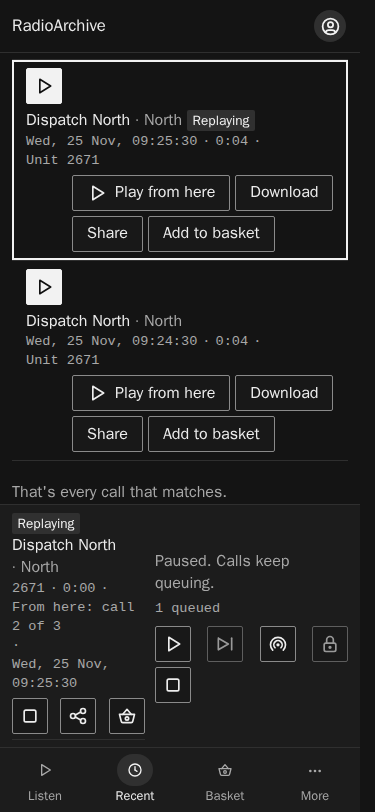 RadioArchive
Dispatch North · North Replaying
Wed, 25 Nov, 09:25:30 · 0:04 ·
Unit 2671
Play from here
Download
Share
Add to basket
Dispatch North · North
Wed, 25 Nov, 09:24:30 · 0:04 ·
Unit 2671
Play from here
Download
Share
Add to basket
That's every call that matches.
Replaying
Dispatch North
· North
2671 · 0:00 ·
From here: call
2 of 3
·
Wed, 25 Nov,
09:25:30
Paused. Calls keep
queuing.
1 queued
Listen
Recent
Basket
More